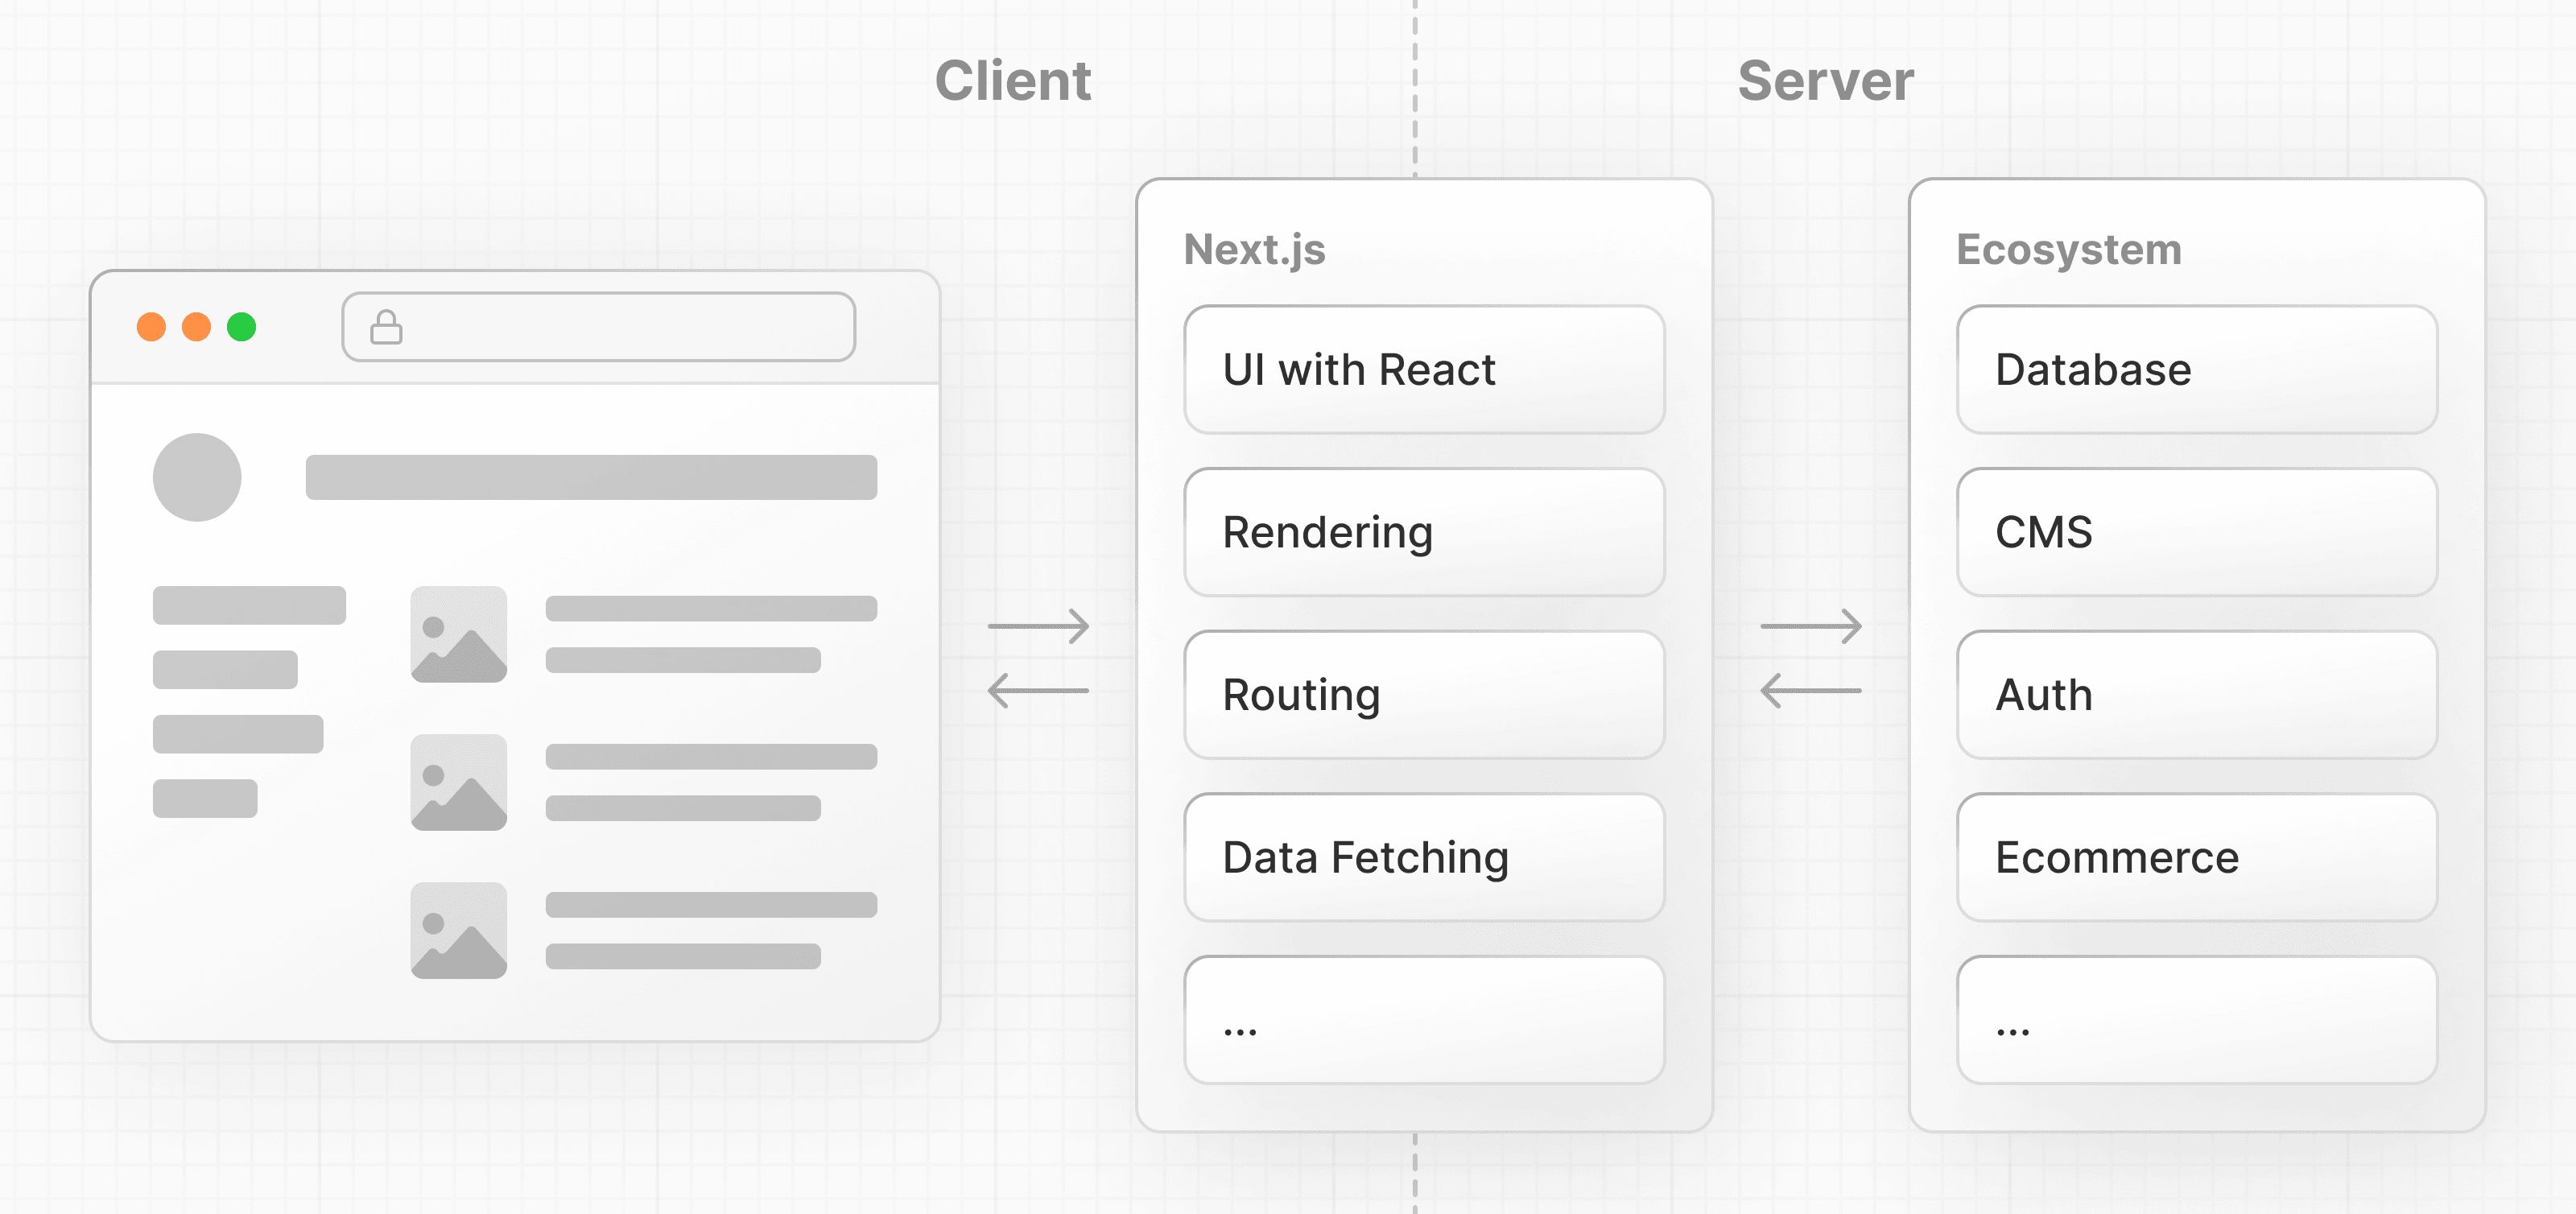 Client
Server
Next.js
UI with React
Rendering
Routing
Data Fetching
...
Ecosystem
Database
CMS
Auth
Ecommerce
...